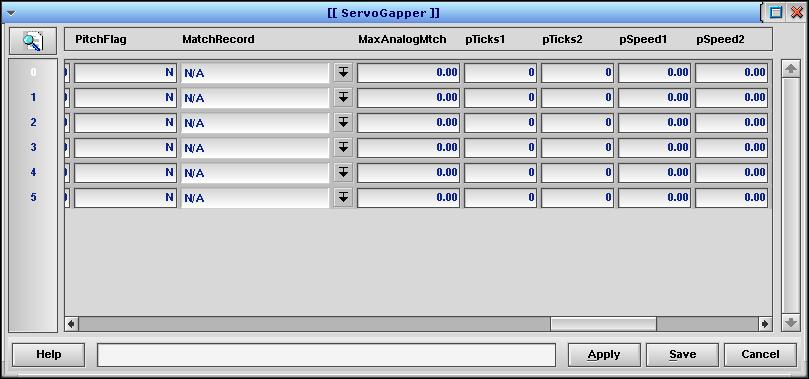 [[ ServoGapper ]]
PitchFlag MatchRecord MaxAnalogMtch pTicks1 pTicks2 pSpeed1 pSpeed2
0 N N/A 0.00 0 0 0.00 0.00
1 N N/A 0.00 0 0 0.00 0.00
2 N N/A 0.00 0 0 0.00 0.00
3 N N/A 0.00 0 0 0.00 0.00
4 N N/A 0.00 0 0 0.00 0.00
5 N N/A 0.00 0 0 0.00 0.00
Help Apply Save Cancel